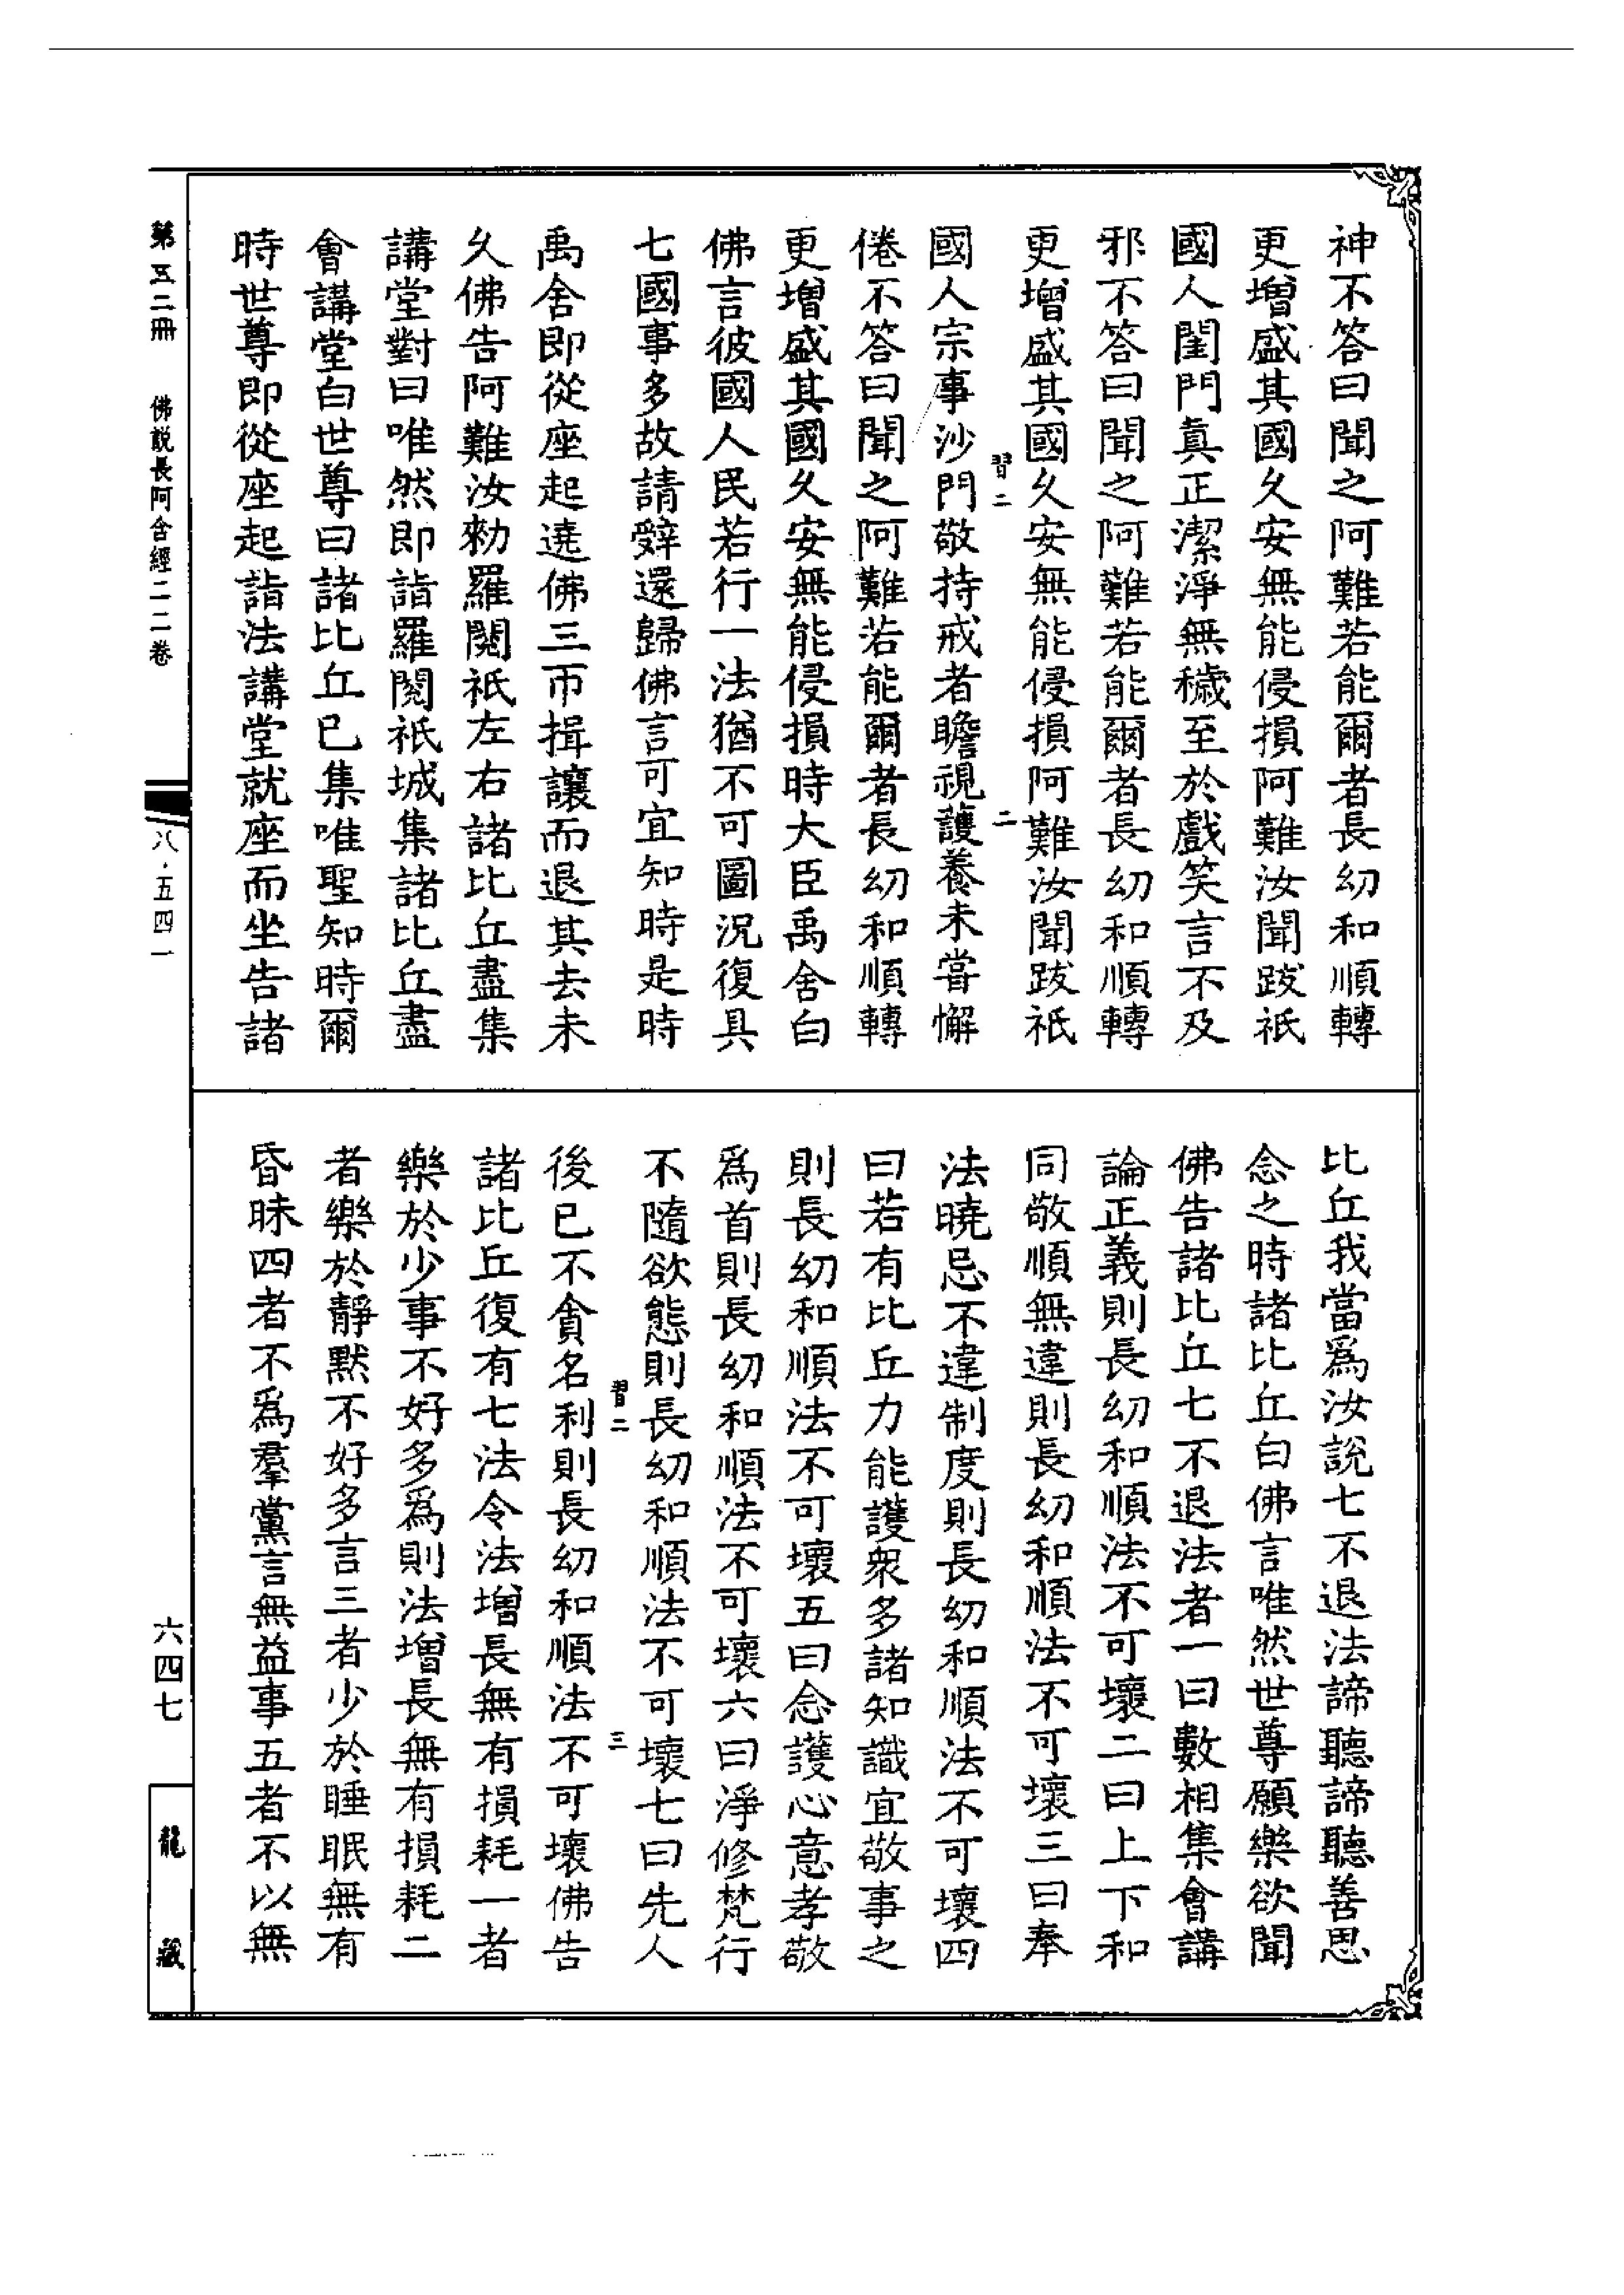 神不答曰聞之阿難若能爾者長幼和順轉
更增盛其國久安無能侵損阿難汝聞跋祇
國人閨門真正潔淨無穢至於戲笑言不及
邪不答曰聞之阿難若能爾者長幼和順轉
更增盛其國久安無能侵損阿難汝聞跋祇
習二
二
國人宗事沙門敬持戒者瞻視護養未嘗懈
倦不答曰聞之阿難若能爾者長幼和順轉
更增盛其國久安無能侵損時大臣禹舍白
佛言彼國人民若行一法猶不可圖況復具
七國事多故請辭還歸佛言可宜知時是時
禹舍即從座起遶佛三帀揖讓而退其去未
久佛告阿難汝勑羅閱祇左右諸比丘盡集
講堂對曰唯然即詣羅閱祇城集諸比丘盡
會講堂白世尊曰諸比丘已集唯聖知時爾
時世尊即從座起詣法講堂就座而坐告諸
比丘我當為汝說七不退法諦聽諦聽善思
念之時諸比丘白佛言唯然世尊願樂欲聞
佛告諸比丘七不退法者一曰數相集會講
論正義則長幼和順法不可壞二曰上下和
同敬順無違則長幼和順法不可壞三曰奉
法曉忌不違制度則長幼和順法不可壞四
曰若有比丘力能護眾多諸知識宜敬事之
則長幼和順法不可壞五曰念護心意孝敬
為首則長幼和順法不可壞六曰淨修梵行
不隨欲態則長幼和順法不可壞七曰先人
習二
三
後已不貪名利則長幼和順法不可壞佛告
諸比丘復有七法令法增長無有損耗一者
樂於少事不好多為則法增長無有損耗二
者樂於靜默不好多言三者少於睡眠無有
昏昧四者不為羣黨言無益事五者不以無
第五二冊
佛說長阿含經二二卷
八·五四一
六四七
龍藏